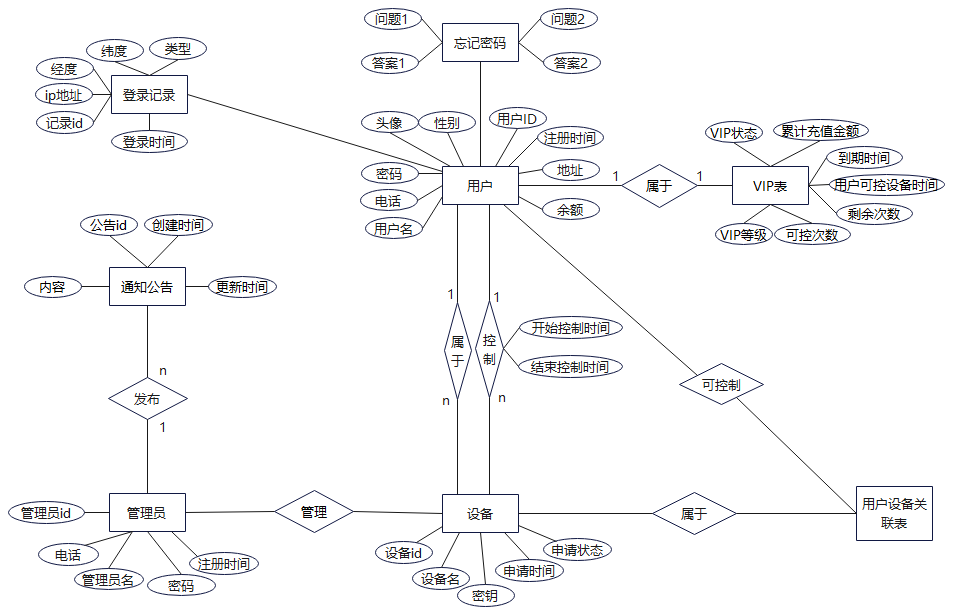 问题1
问题2
忘记密码
答案1
答案2
纬度
类型
经度
登录记录
ip地址
记录id
登录时间
头像
性别
用户ID
注册时间
密码
用户
地址
电话
余额
用户名
1
属于
1
VIP状态
累计充值金额
到期时间
VIP表
用户可控设备时间
剩余次数
VIP等级
可控次数
公告id
创建时间
内容
通知公告
更新时间
1
1
属于
控制
开始控制时间
结束控制时间
n
n
n
发布
1
可控制
管理员id
管理员
管理
设备
属于
用户设备关
联表
电话
管理员名
密码
注册时间
设备id
设备名
密钥
申请时间
申请状态